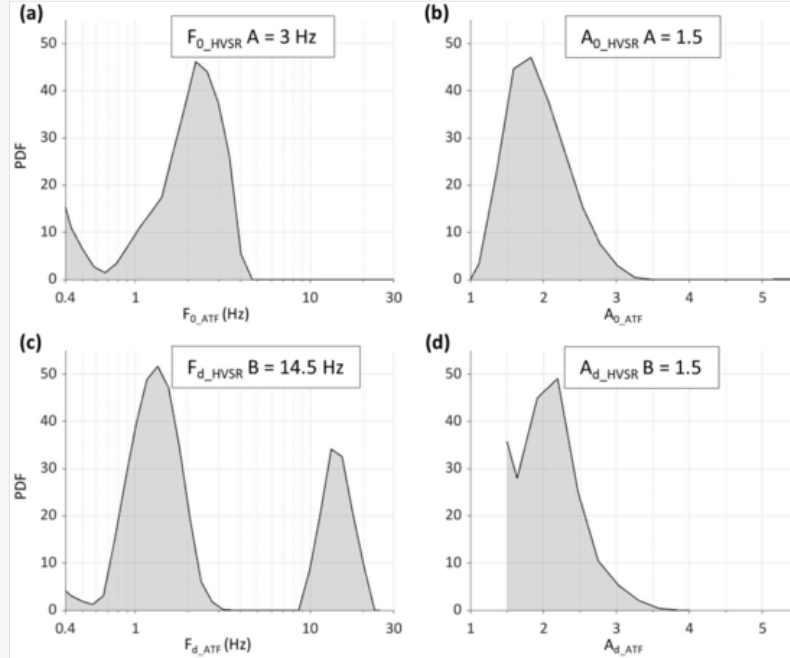 (a)
F0_HVSR A = 3 Hz
PDF
50
40
30
20
10
0
0.4 1 10 30
F0_ATF (Hz)
(b)
A0_HVSR A = 1.5
50
40
30
20
10
0
1 2 3 4 5
A0_ATF
(c)
Fd_HVSR B = 14.5 Hz
PDF
50
40
30
20
10
0
0.4 1 10 30
Fd_ATF (Hz)
(d)
Ad_HVSR B = 1.5
50
40
30
20
10
0
1 2 3 4 5
Ad_ATF